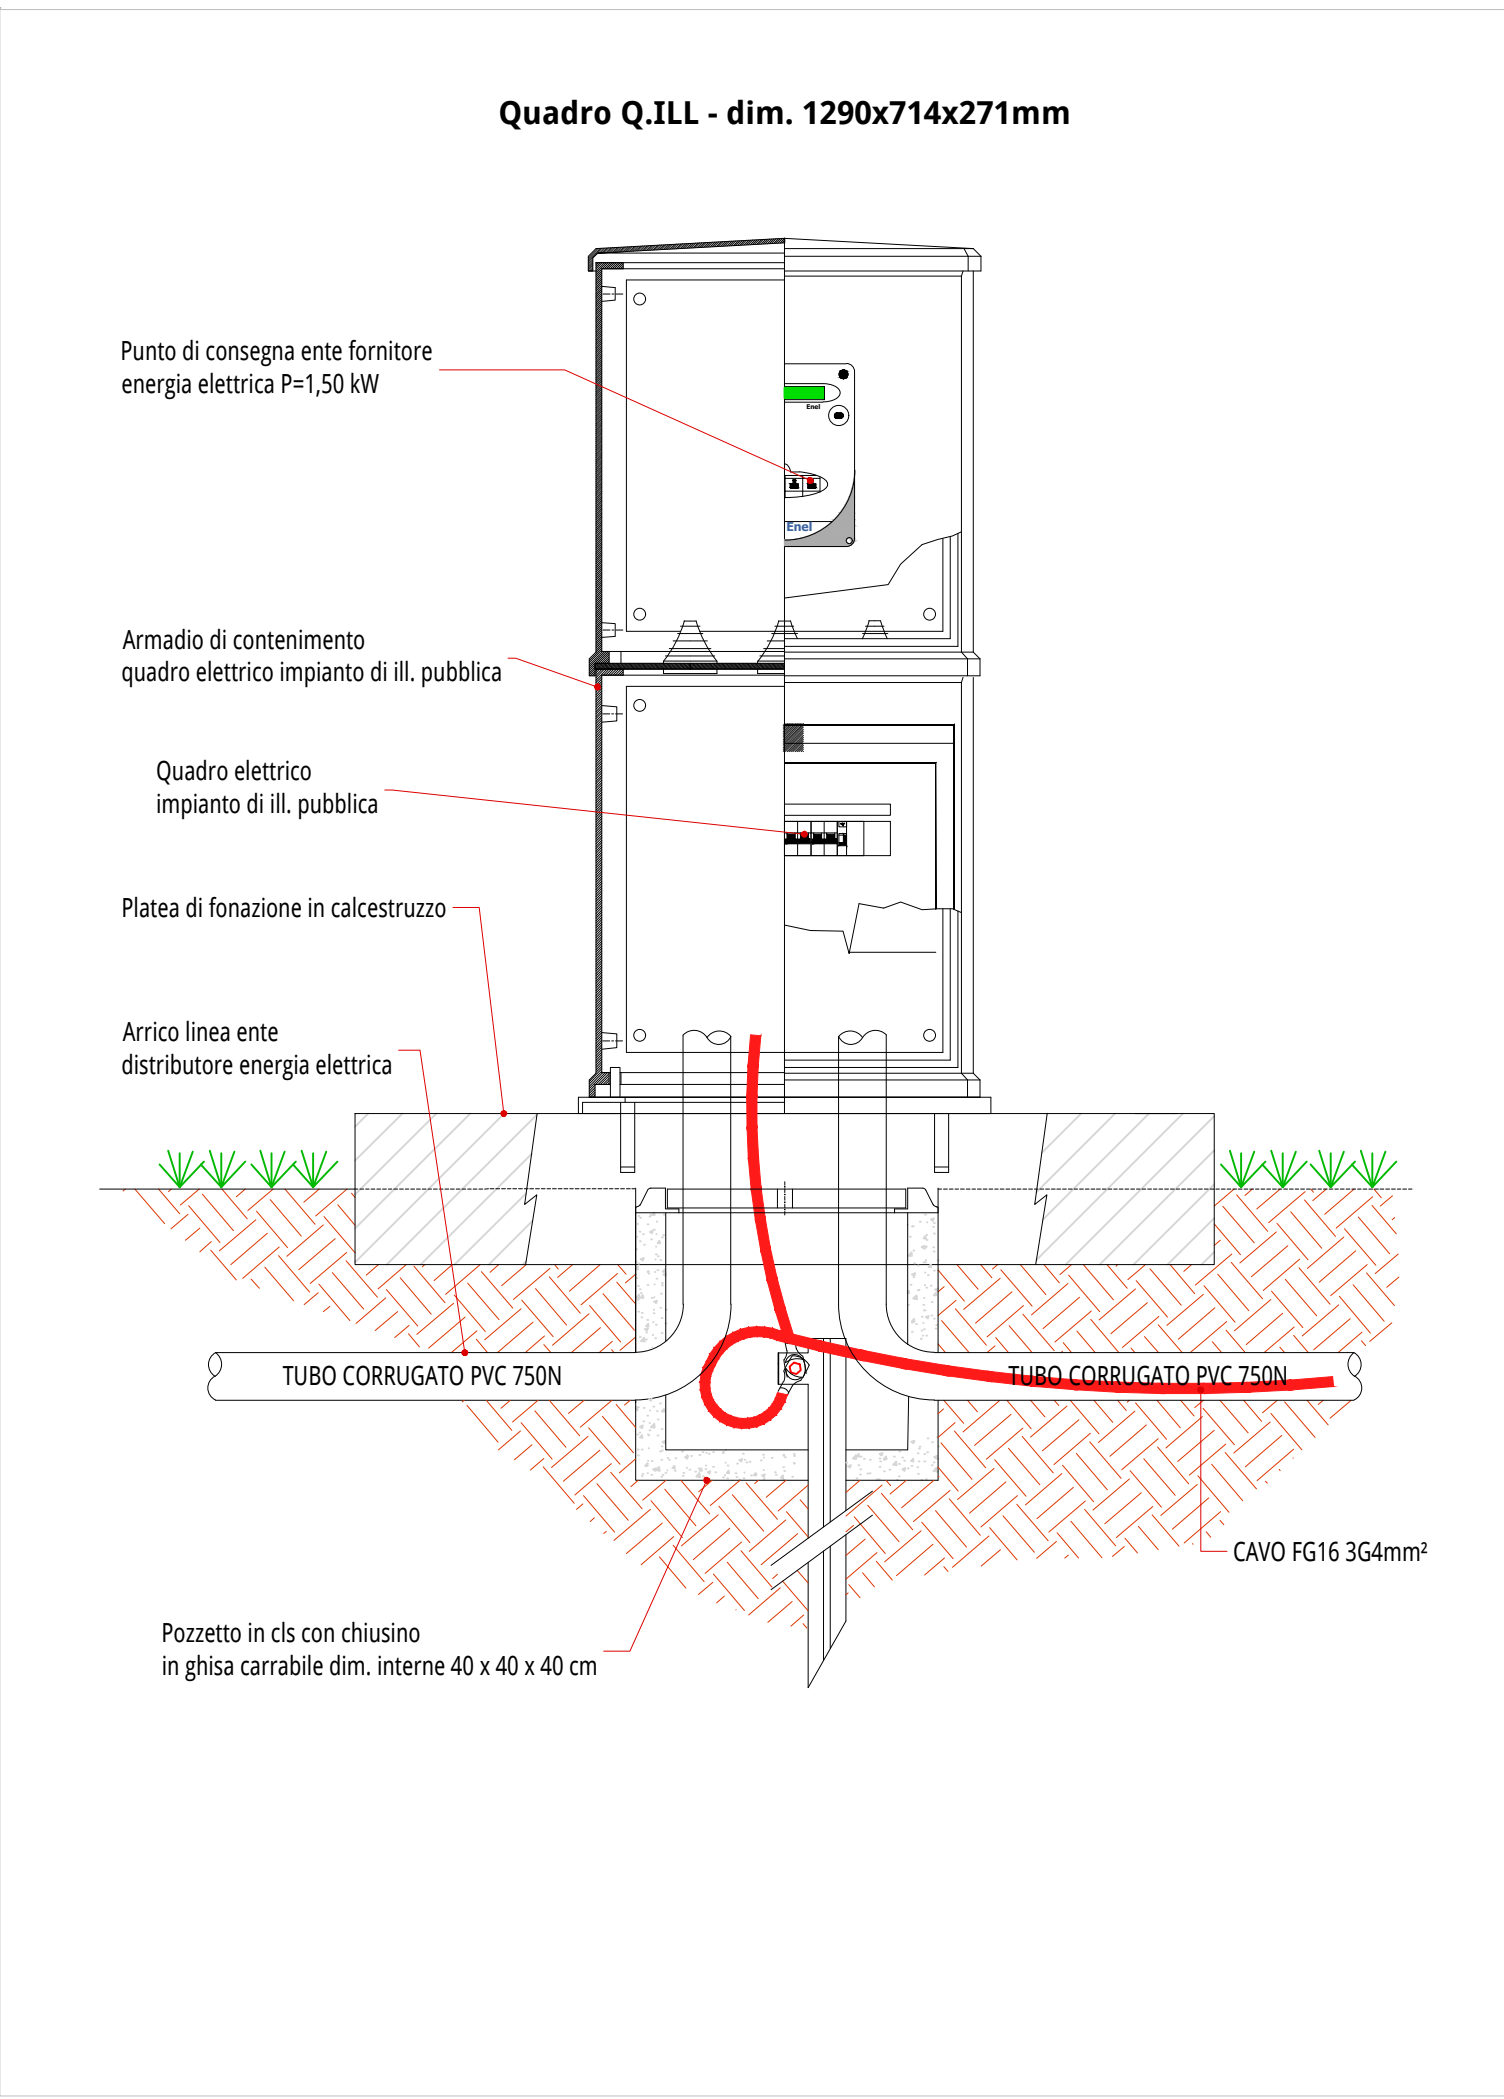 Quadro Q.ILL - dim. 1290x714x271mm
Punto di consegna ente fornitore
energia elettrica P=1,50 kW
Enel
Enel
Armadio di contenimento
quadro elettrico impianto di ill. pubblica
Quadro elettrico
impianto di ill. pubblica
Platea di fonazione in calcestruzzo
Arrico linea ente
distributore energia elettrica
TUBO CORRUGATO PVC 750N
TUBO CORRUGATO PVC 750N
CAVO FG16 3G4mm²
Pozzetto in cls con chiusino
in ghisa carrabile dim. interne 40 x 40 x 40 cm